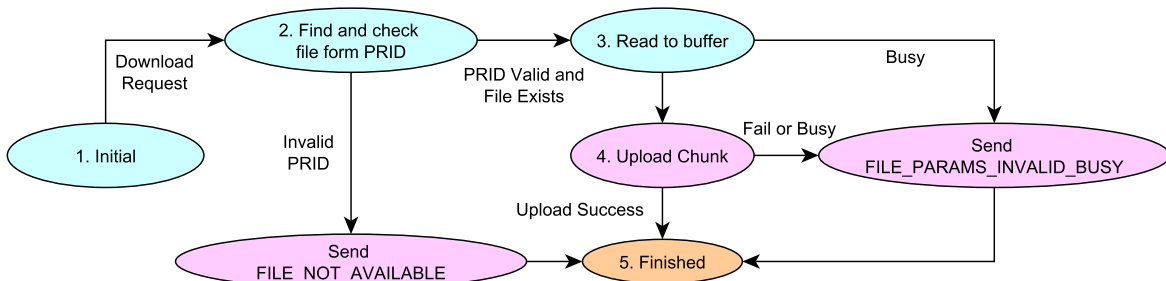 2. Find and check
file form PRID
3. Read to buffer
Download
Request
PRID Valid and
File Exists
Busy
1. Initial
Invalid
PRID
4. Upload Chunk
Fail or Busy
Send
FILE_PARAMS_INVALID_BUSY
Upload Success
Send
FILE_NOT_AVAILABLE
5. Finished